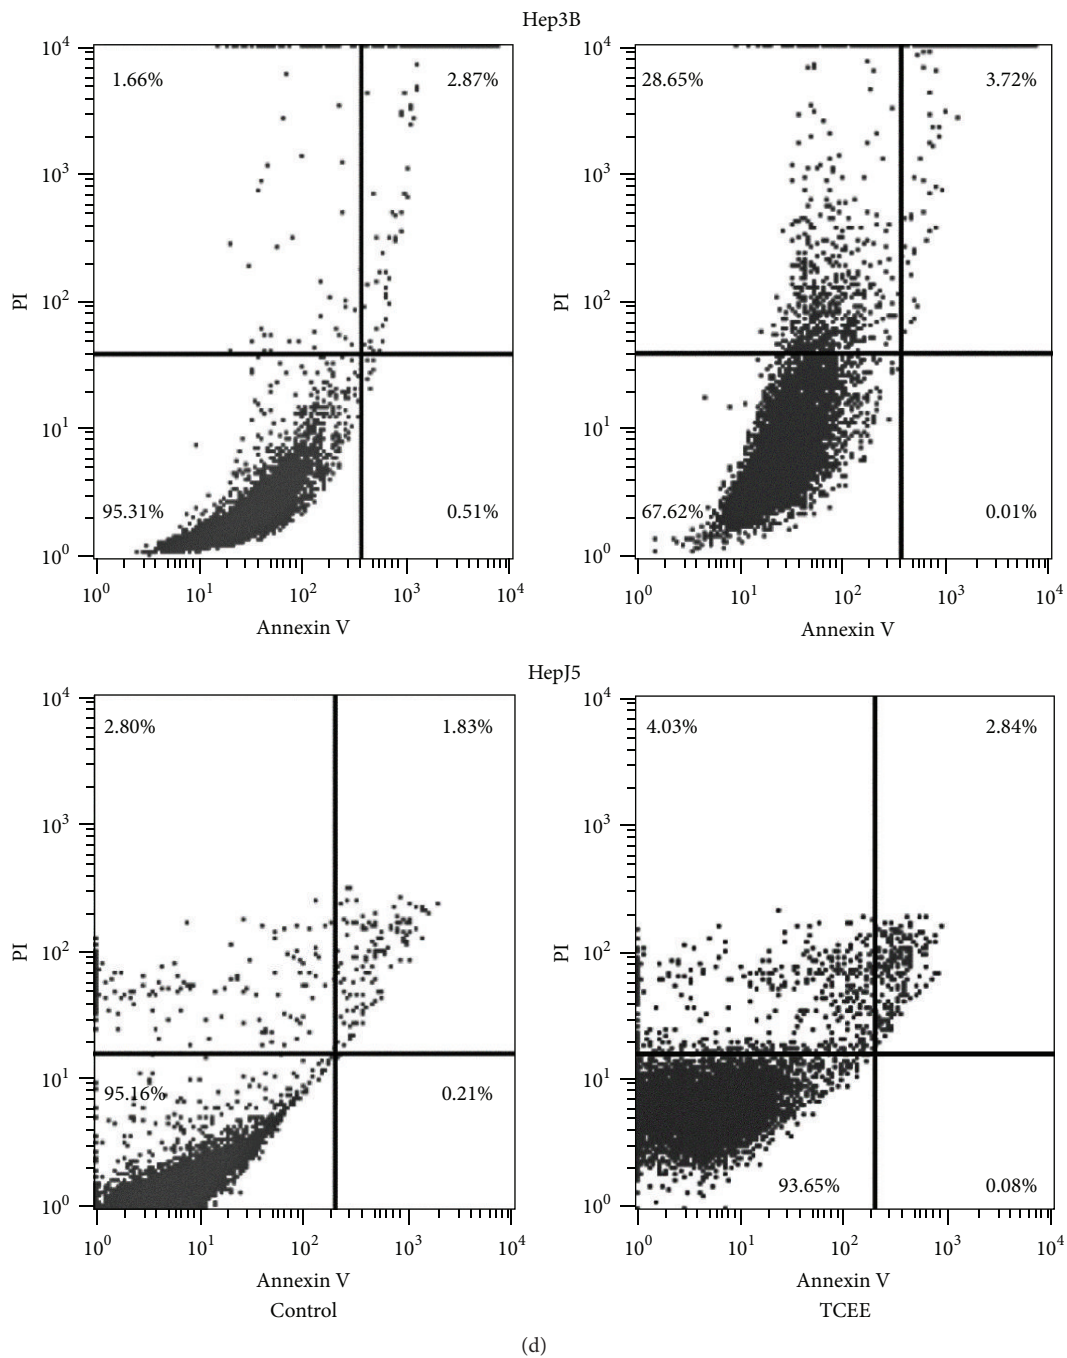 Hep3B
10⁴ 10³ 10² 10¹ 10⁰
PI
1.66% 2.87%
95.31% 0.51%
10⁰ 10¹ 10² 10³ 10⁴
Annexin V
10⁴ 10³ 10² 10¹ 10⁰
PI
28.65% 3.72%
67.62% 0.01%
10⁰ 10¹ 10² 10³ 10⁴
Annexin V
HepJ5
10⁴ 10³ 10² 10¹ 10⁰
PI
2.80% 1.83%
95.16% 0.21%
10⁰ 10¹ 10² 10³ 10⁴
Annexin V
Control
10⁴ 10³ 10² 10¹ 10⁰
PI
4.03% 2.84%
93.65% 0.08%
10⁰ 10¹ 10² 10³ 10⁴
Annexin V
TCEE
(d)